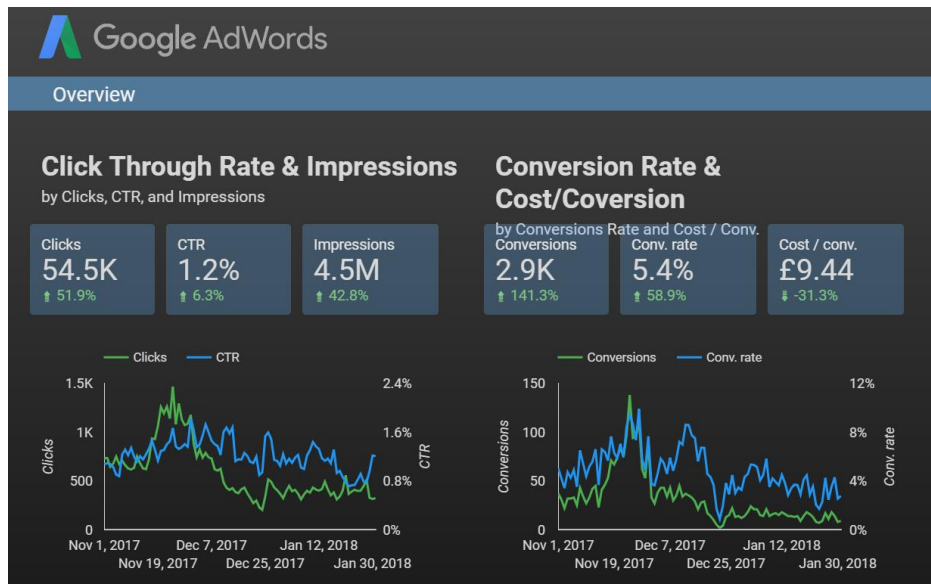 Google AdWords
Overview
Click Through Rate & Impressions
by Clicks, CTR, and Impressions
Clicks
54.5K
51.9%
CTR
1.2%
6.3%
Impressions
4.5M
42.8%
Clicks
CTR
1.5K
1K
500
0
Clicks
2.4%
1.6%
0.8%
0%
CTR
Nov 1, 2017
Nov 19, 2017
Dec 7, 2017
Dec 25, 2017
Jan 12, 2018
Jan 30, 2018
Conversion Rate &
Cost/Coversion
by Conversions Rate and Cost / Conv.
Conversions
2.9K
141.3%
Conv. rate
5.4%
58.9%
Cost / conv.
£9.44
-31.3%
Conversions
Conv. rate
150
100
50
0
Conversions
12%
8%
4%
0%
Conv. rate
Nov 1, 2017
Nov 19, 2017
Dec 7, 2017
Dec 25, 2017
Jan 12, 2018
Jan 30, 2018